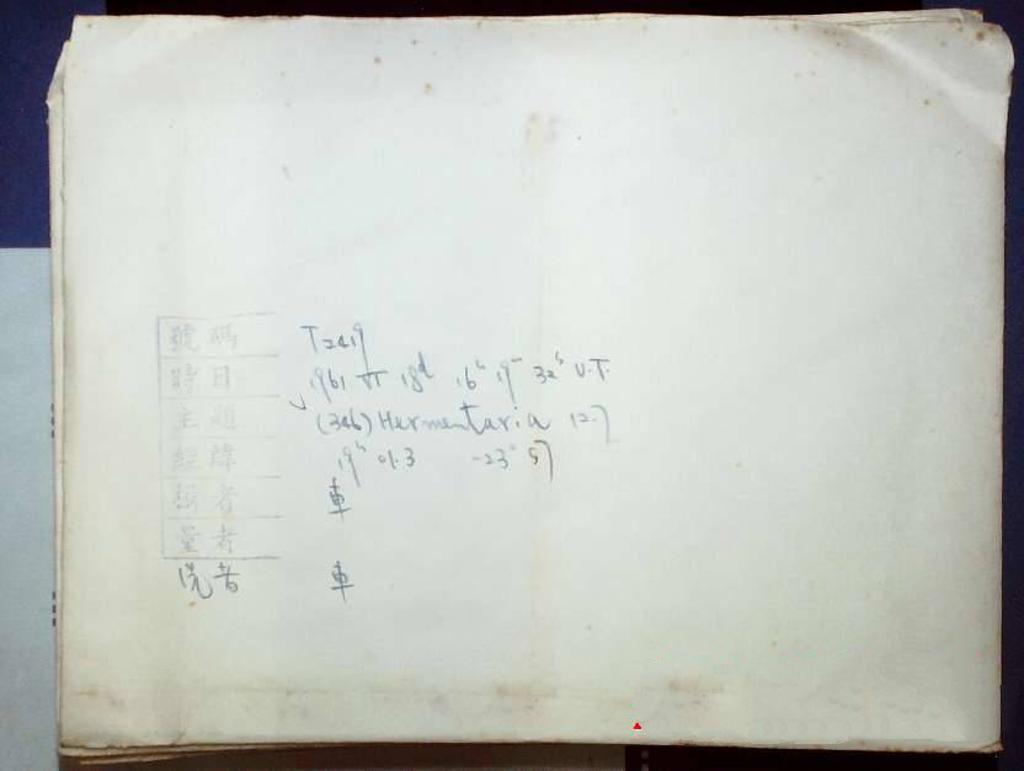 號碼 T2419
時日 1961 VI 18d 16h 19m 32s U.T.
主題 (346) Hermentaria 12.7
經緯 19h 01.3 -23° 57
攝者 車
量者
洗者 車